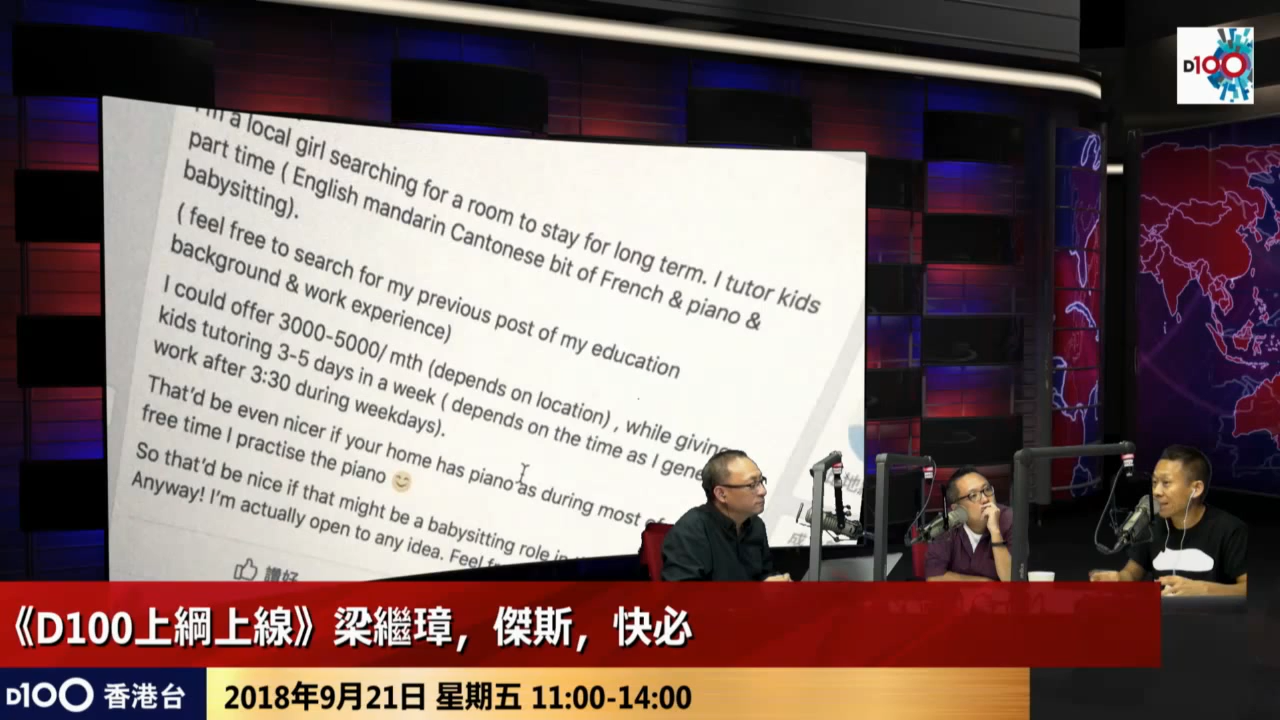 D100
I'm a local girl searching for a room to stay for long term. I tutor kids
part time ( English mandarin Cantonese bit of French & piano &
babysitting).
( feel free to search for my previous post of my education
background & work experience)
I could offer 3000-5000/ mth (depends on location) , while giving
kids tutoring 3-5 days in a week ( depends on the time as I gene
work after 3:30 during weekdays).
That'd be even nicer if your home has piano as during most of
free time I practise the piano 😊
So that'd be nice if that might be a babysitting role in
Anyway! I'm actually open to any idea. Feel fr
讚好
成
《D100上綱上線》梁繼璋，傑斯，快必
D100 香港台
2018年9月21日 星期五 11:00-14:00